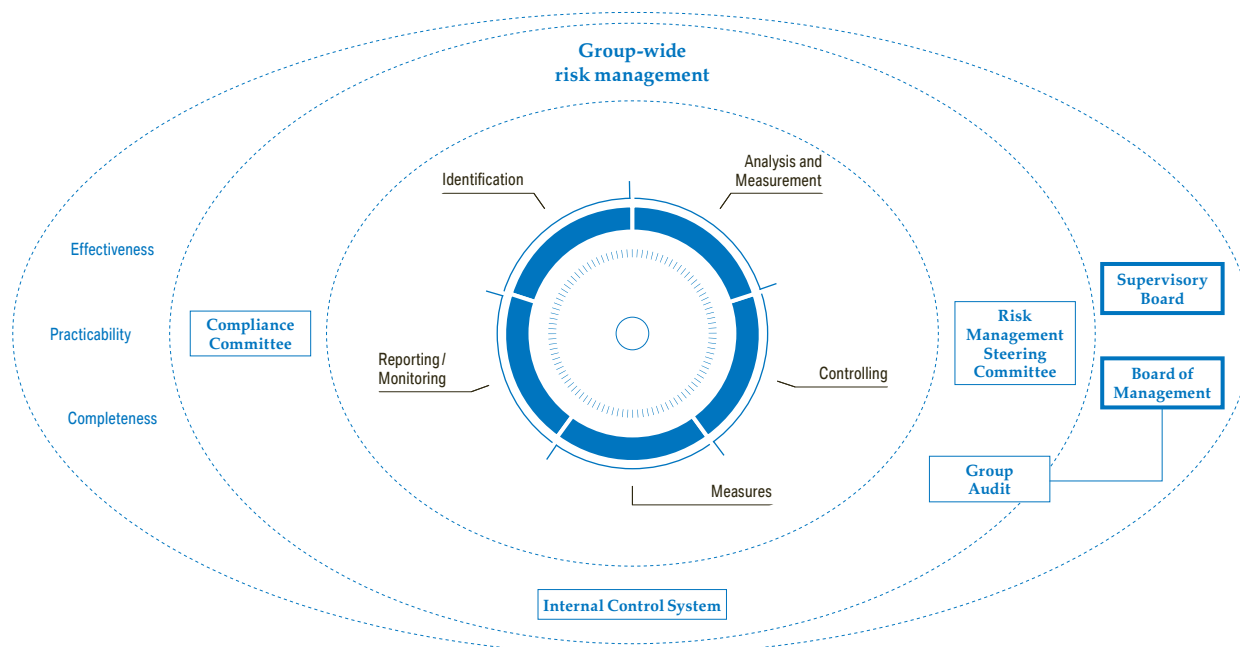 Group-wide
risk management
Identification
Analysis and
Measurement
Effectiveness
Practicability
Completeness
Compliance
Committee
Reporting/
Monitoring
Controlling
Measures
Risk
Management
Steering
Committee
Supervisory
Board
Board of
Management
Group
Audit
Internal Control System